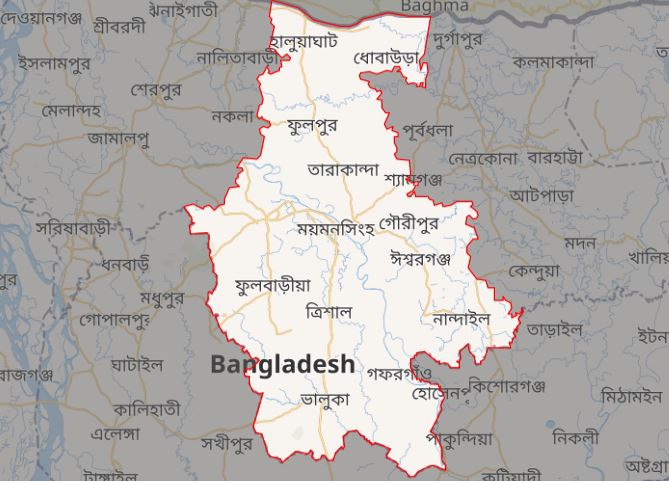 Baghma
দেওয়ানগঞ্জ
শ্রীবরদী
ঝিনাইগাতী
হালুয়াঘাট
ধোবাউড়া
দুর্গাপুর
নালিতাবাড়ী
ইসলামপুর
কলমাকান্দা
শেরপুর
মেলান্দহ
নকলা
ফুলপুর
পূর্বধলা
জামালপু
নেত্রকোনা
বারহাট্টা
তারাকান্দা
শ্যামগঞ্জ
আটপাড়া
সরিষাবাড়ী
ময়মনসিংহ
গৌরীপুর
মদন
ধনবাড়ী
ঈশ্বরগঞ্জ
কেন্দুয়া
খালিয়
পুর
মধুপুর
ফুলবাড়ীয়া
ত্রিশাল
নান্দাইল
গোপালপুর
তাড়াইল
ইটন
ঘাটাইল
Bangladesh
গফরগাঁও
রাজগঞ্জ
হোসেনপু
কিশোরগঞ্জ
মিঠামইন
ভালুকা
কালিহাতী
এলেঙ্গা
সখীপুর
পাকুন্দিয়া
নিকলী
অষ্টগ্রা
টাঙ্গাইল
কটিয়াদী